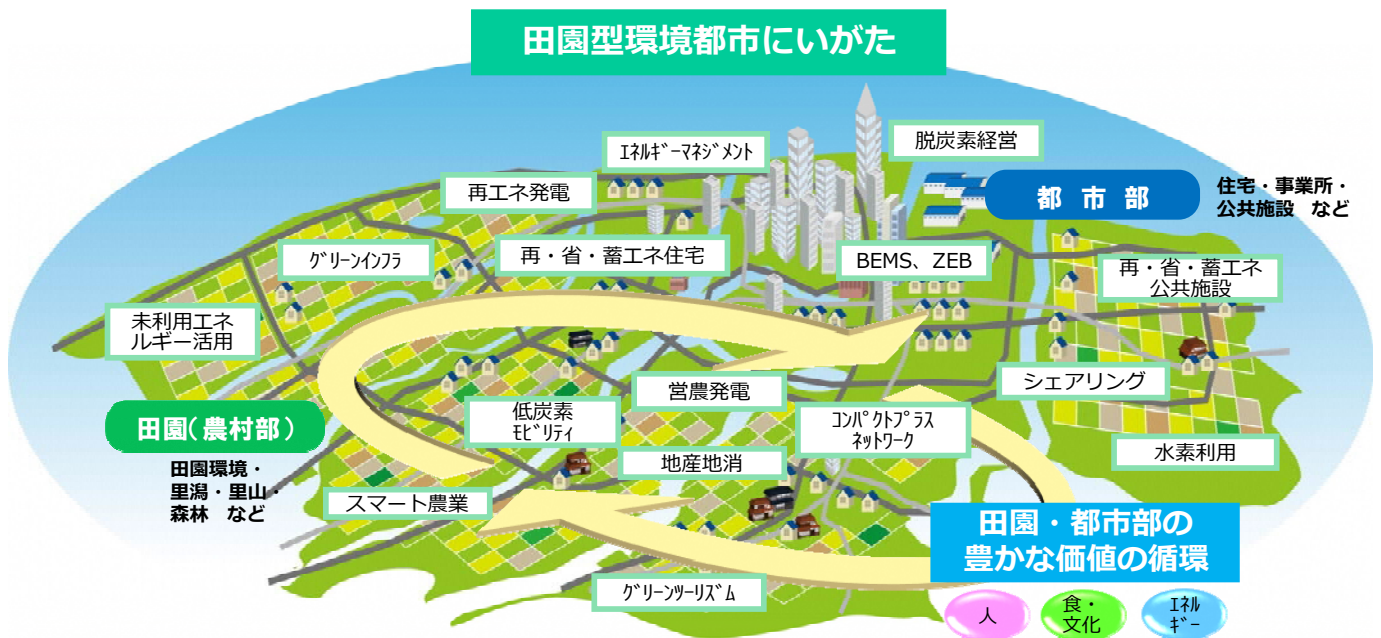 田園型環境都市にいがた
ｴﾈﾙｷﾞｰﾏﾈｼﾞﾒﾝﾄ
脱炭素経営
再エネ発電
都 市 部
住宅・事業所・
公共施設 など
ｸﾞﾘｰﾝｲﾝﾌﾗ
再・省・蓄エネ住宅
BEMS、ZEB
再・省・蓄エネ
公共施設
未利用エネ
ルギー活用
営農発電
シェアリング
田園(農村部)
低炭素
ﾓﾋﾞﾘﾃｨ
ｺﾝﾊﾟｸﾄﾌﾟﾗｽ
ﾈｯﾄﾜｰｸ
田園環境・
里潟・里山・
森林 など
地産地消
水素利用
スマート農業
田園・都市部の
豊かな価値の循環
ｸﾞﾘｰﾝﾂｰﾘｽﾞﾑ
人
食・
文化
ｴﾈﾙ
ｷﾞｰ